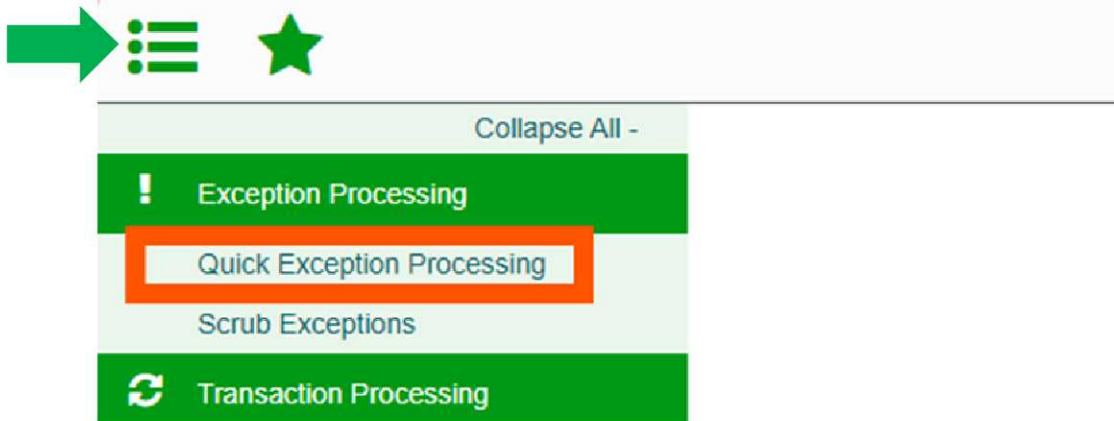 Collapse All -
Exception Processing
Quick Exception Processing
Scrub Exceptions
Transaction Processing